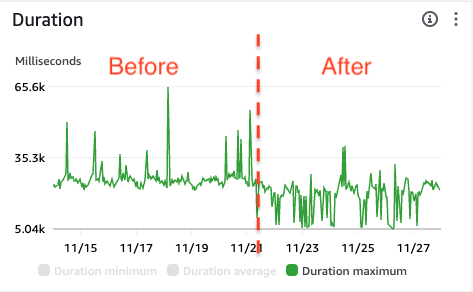 Duration
Milliseconds
Before
After
65.6k
35.3k
5.04k
11/15 11/17 11/19 11/21 11/23 11/25 11/27
Duration minimum Duration average Duration maximum